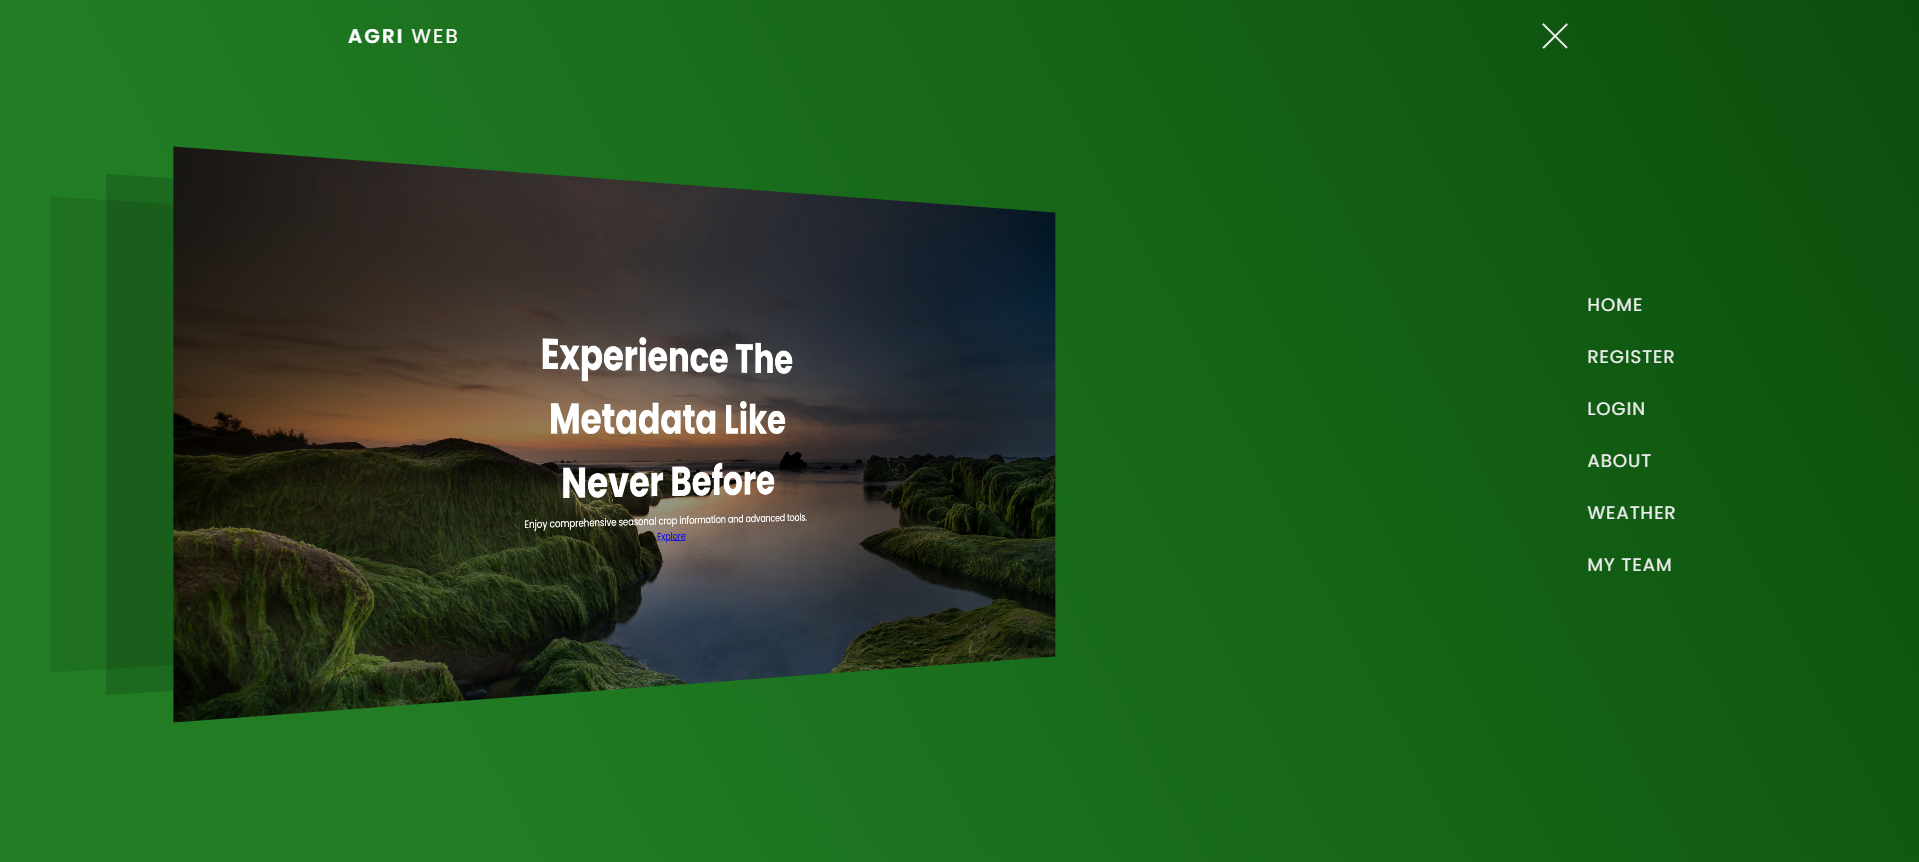 AGRI WEB
Experience The
Metadata Like
Never Before
Enjoy comprehensive seasonal crop information and advanced tools.
Explore
HOME
REGISTER
LOGIN
ABOUT
WEATHER
MY TEAM